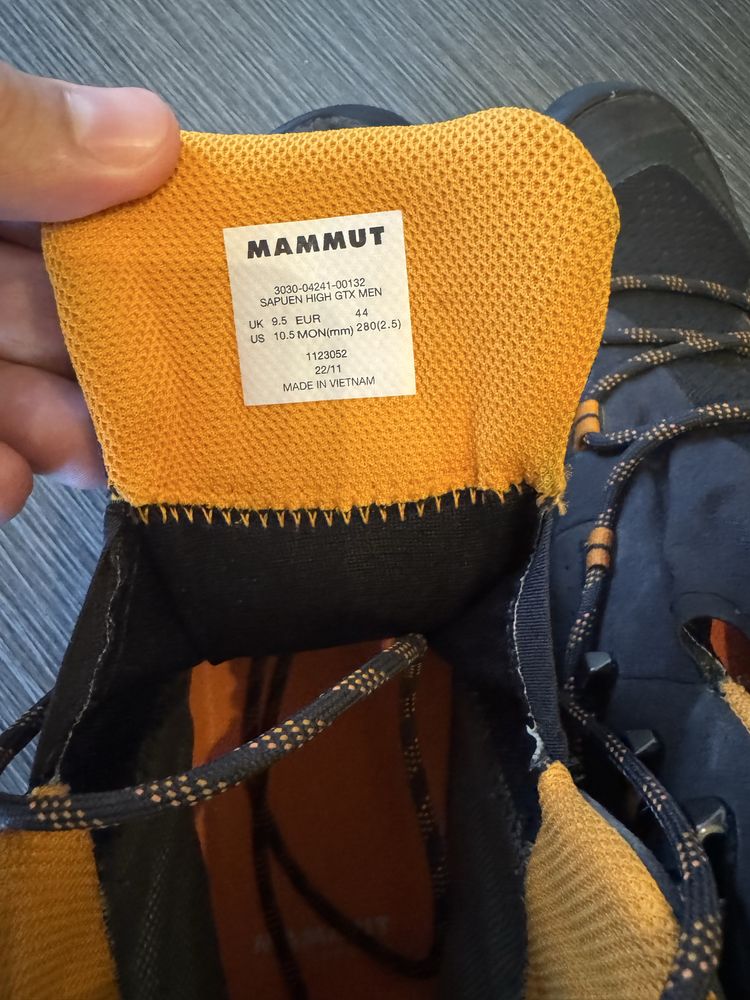 MAMMUT
3030-04241-00132
SAPUEN HIGH GTX MEN
UK 9.5 EUR 44
US 10.5 MON(mm) 280(2.5)
1123052
22/11
MADE IN VIETNAM
MAMMUT